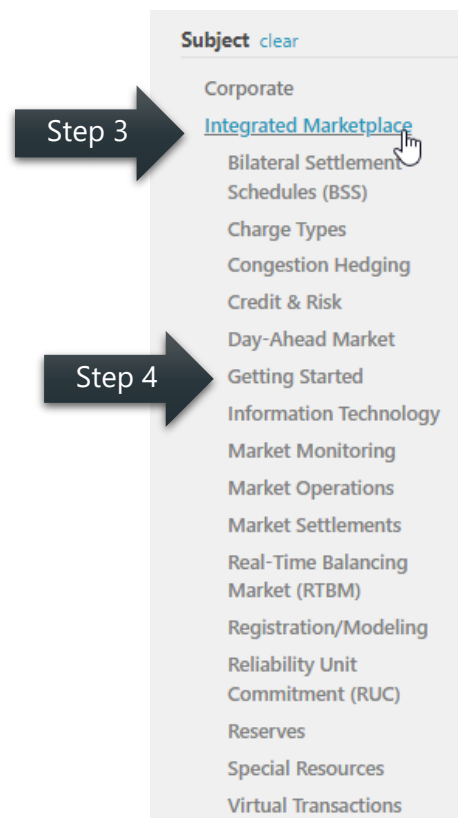 Subject clear
Corporate
Step 3
Integrated Marketplace
Bilateral Settlement
Schedules (BSS)
Charge Types
Congestion Hedging
Credit & Risk
Day-Ahead Market
Step 4
Getting Started
Information Technology
Market Monitoring
Market Operations
Market Settlements
Real-Time Balancing
Market (RTBM)
Registration/Modeling
Reliability Unit
Commitment (RUC)
Reserves
Special Resources
Virtual Transactions